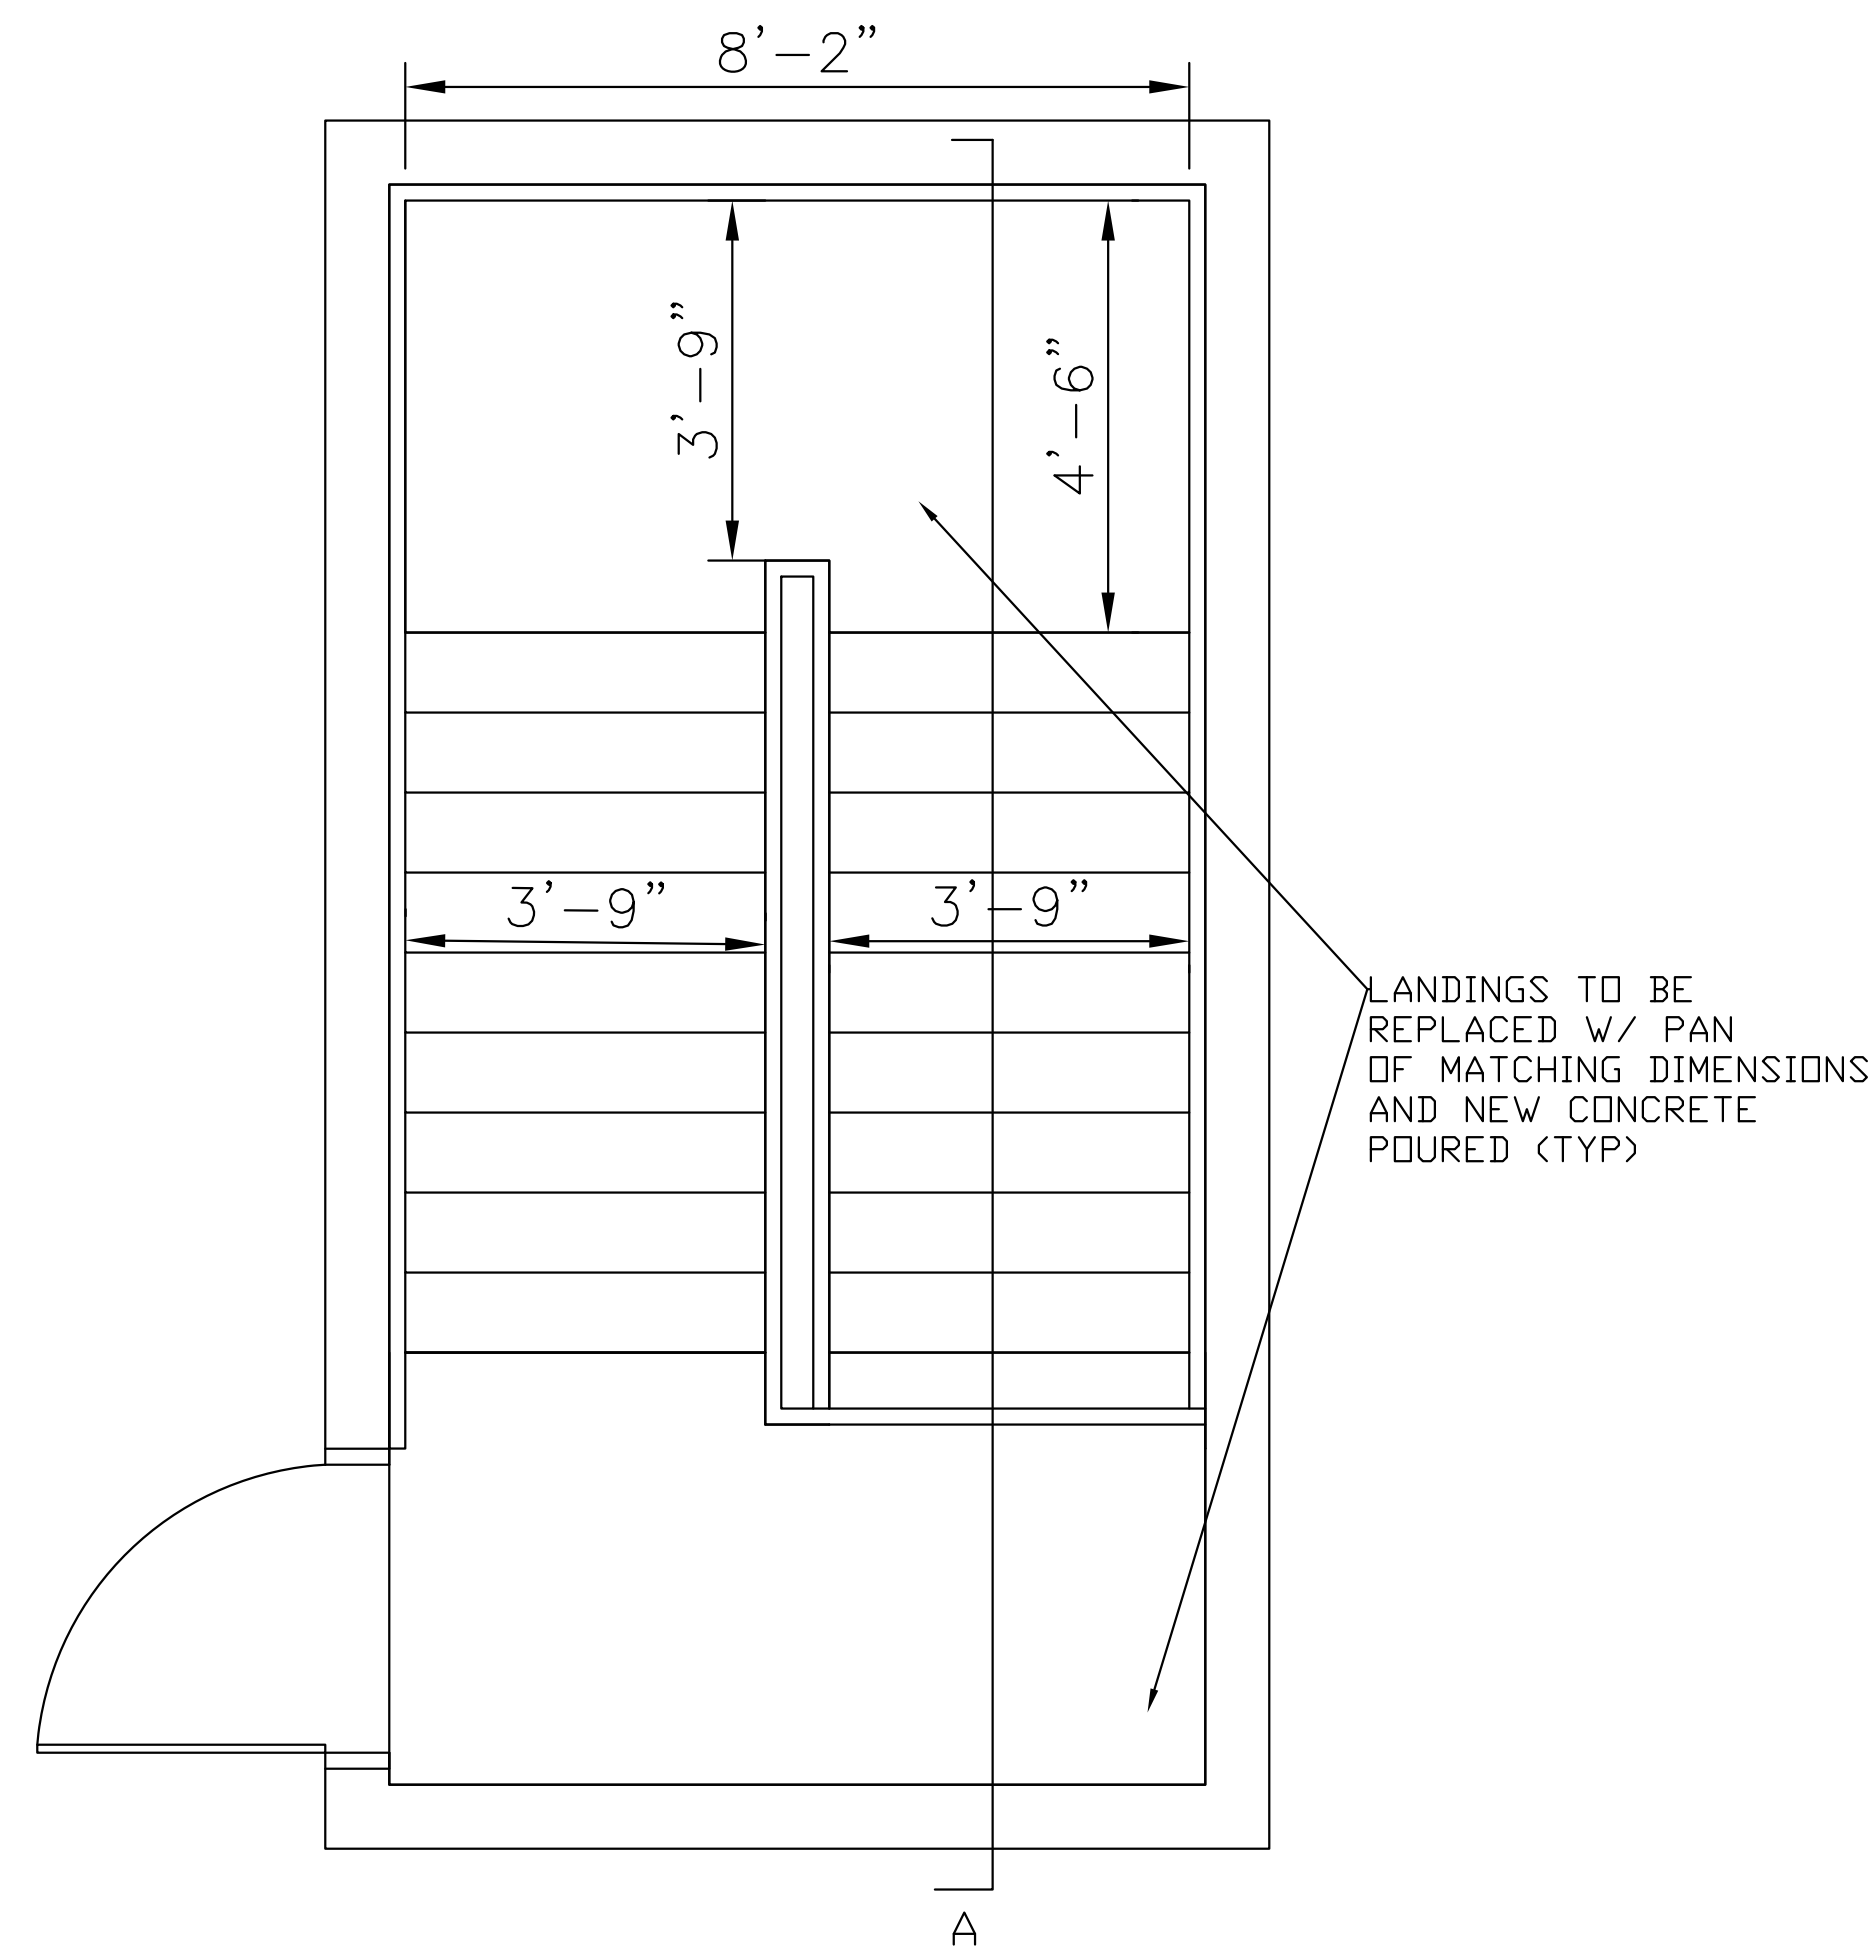 8'-2"
3'-9"
4'-6"
3'-9"
3'-9"
LANDINGS TO BE
REPLACED W/ PAN
OF MATCHING DIMENSIONS
AND NEW CONCRETE
POURED (TYP)
A